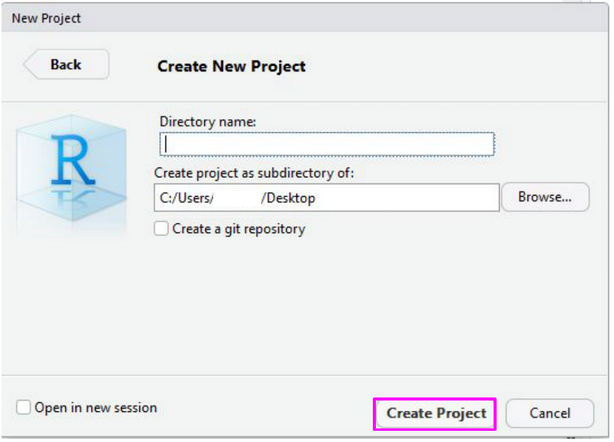 New Project
Back
Create New Project
R
Directory name:
Create project as subdirectory of:
C:/Users/ /Desktop
Browse...
Create a git repository
Open in new session
Create Project
Cancel